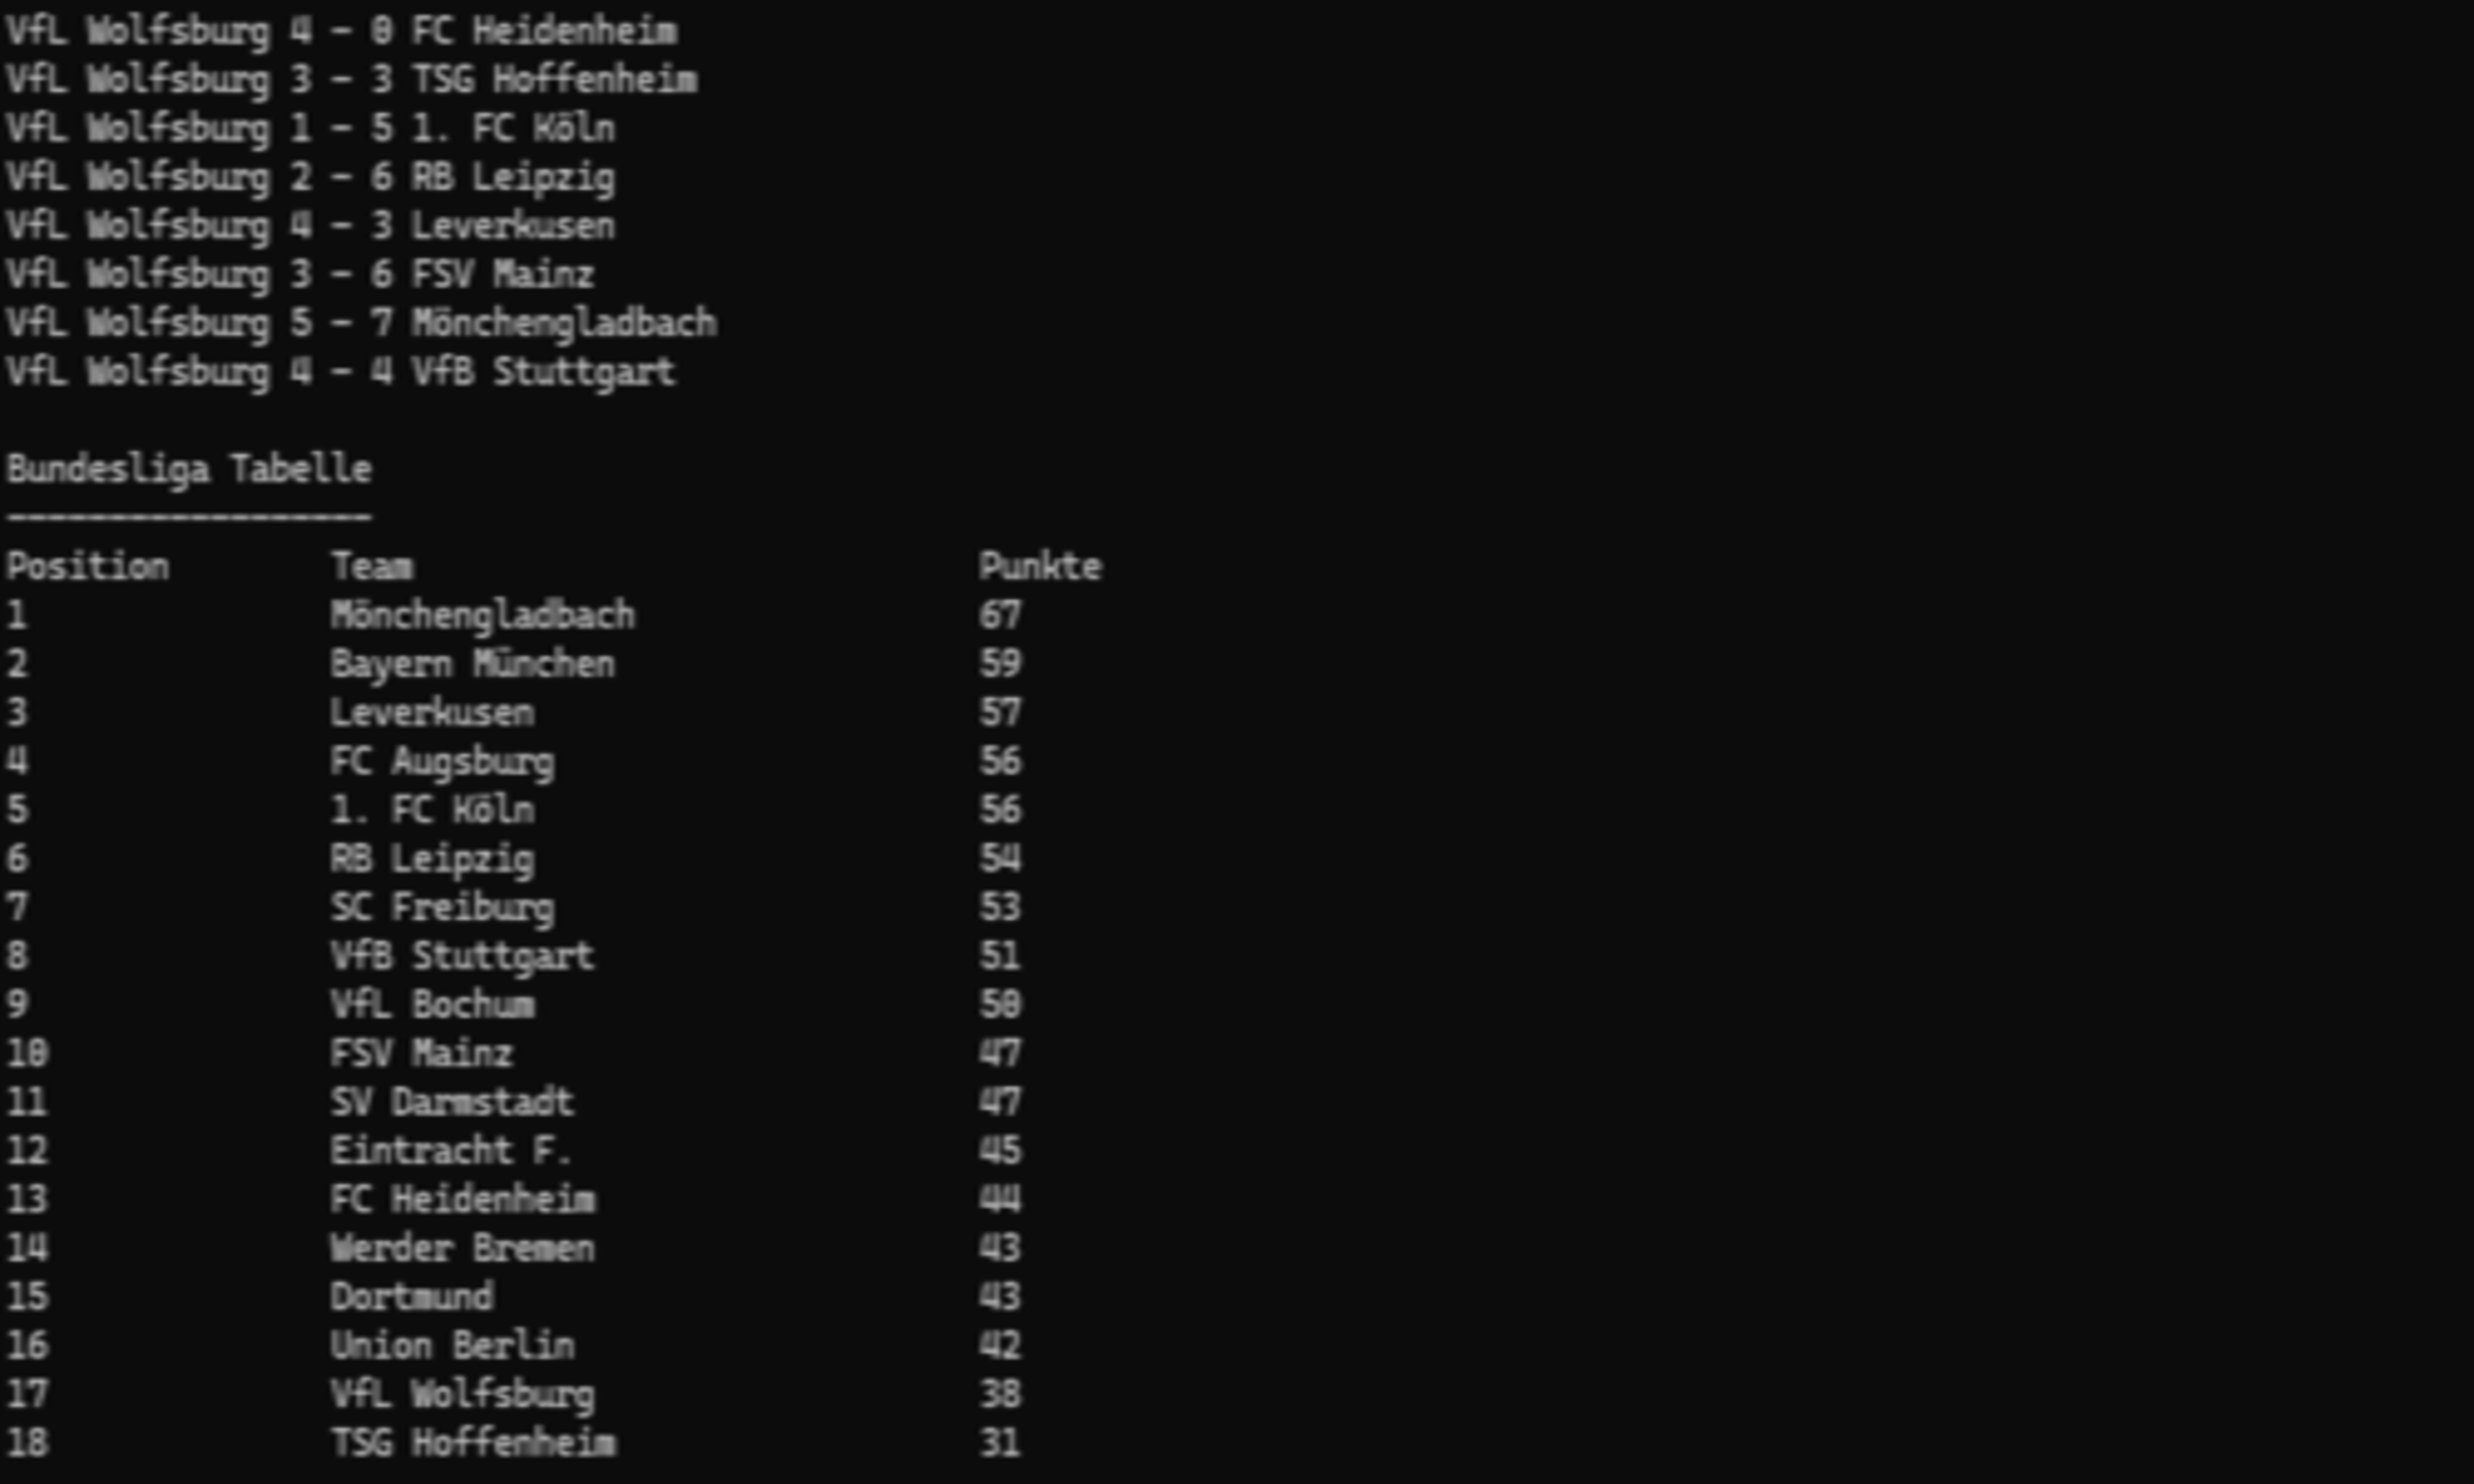 VfL Wolfsburg 4 - 0 FC Heidenheim
VfL Wolfsburg 3 - 3 TSG Hoffenheim
VfL Wolfsburg 1 - 5 1. FC Köln
VfL Wolfsburg 2 - 6 RB Leipzig
VfL Wolfsburg 4 - 3 Leverkusen
VfL Wolfsburg 3 - 6 FSV Mainz
VfL Wolfsburg 5 - 7 Mönchengladbach
VfL Wolfsburg 4 - 4 VfB Stuttgart
Bundesliga Tabelle
------------------
Position Team Punkte
1 Mönchengladbach 67
2 Bayern München 59
3 Leverkusen 57
4 FC Augsburg 56
5 1. FC Köln 56
6 RB Leipzig 54
7 SC Freiburg 53
8 VfB Stuttgart 51
9 VfL Bochum 50
10 FSV Mainz 47
11 SV Darmstadt 47
12 Eintracht F. 45
13 FC Heidenheim 44
14 Werder Bremen 43
15 Dortmund 43
16 Union Berlin 42
17 VfL Wolfsburg 38
18 TSG Hoffenheim 31